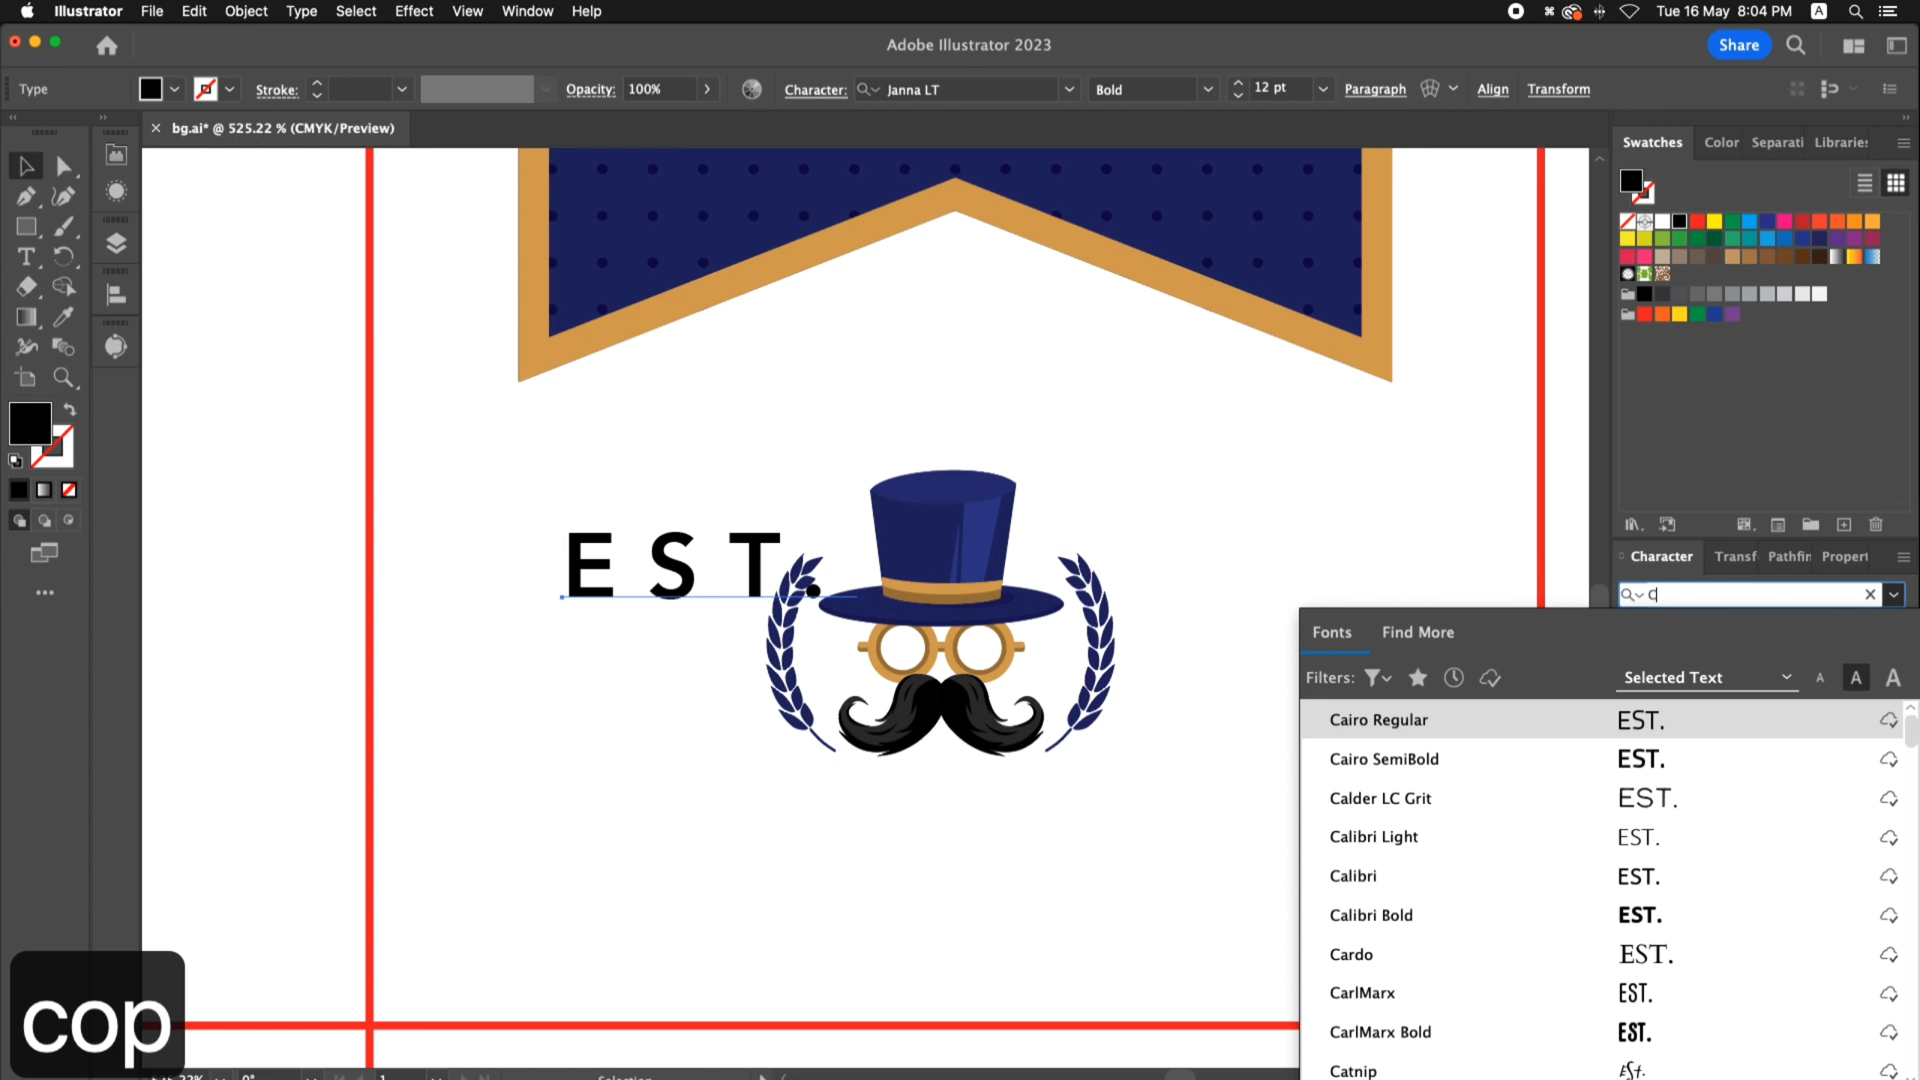 Illustrator File Edit Object Type Select Effect View Window Help
Tue 16 May 8:04 PM A
Adobe Illustrator 2023
Share
Type
Stroke:
Opacity: 100%
Character: Janna LT
Bold
12 pt
Paragraph
Align
Transform
× bg.ai* @ 525.22 % (CMYK/Preview)
Swatches Color Separati Libraries
EST.
Character Transf Pathfin Propert
C
Fonts Find More
Filters:
Selected Text
A A A
Cairo Regular EST.
Cairo SemiBold EST.
Calder LC Grit EST.
Calibri Light EST.
Calibri EST.
Calibri Bold EST.
Cardo EST.
CarlMarx EST.
CarlMarx Bold EST.
Catnip ESt.
cop
Selection